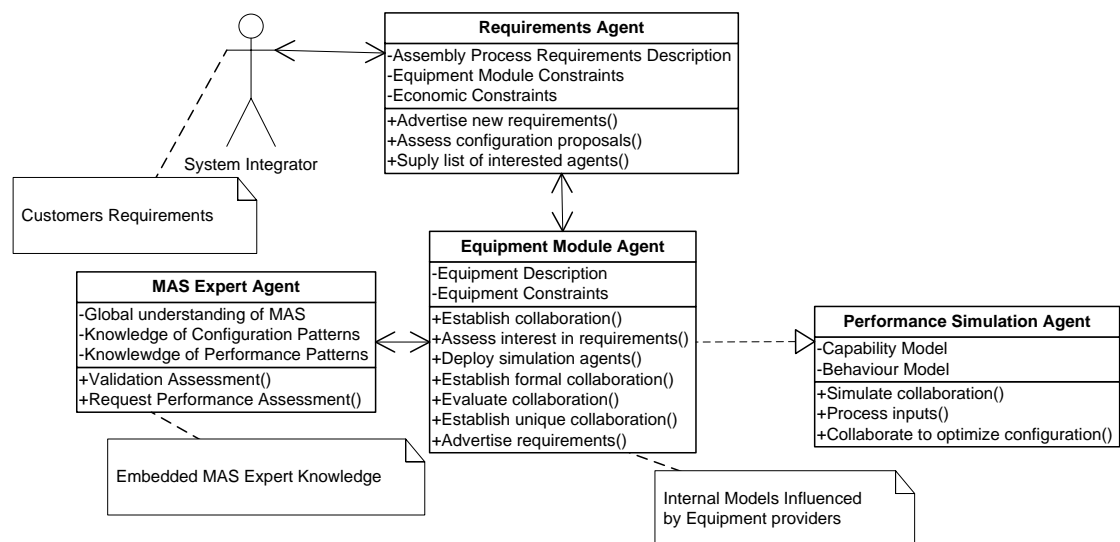 Requirements Agent
-Assembly Process Requirements Description
-Equipment Module Constraints
-Economic Constraints
+Advertise new requirements()
+Assess configuration proposals()
+Suply list of interested agents()
System Integrator
Customers Requirements
Equipment Module Agent
-Equipment Description
-Equipment Constraints
+Establish collaboration()
+Assess interest in requirements()
+Deploy simulation agents()
+Establish formal collaboration()
+Evaluate collaboration()
+Establish unique collaboration()
+Advertise requirements()
MAS Expert Agent
-Global understanding of MAS
-Knowledge of Configuration Patterns
-Knowlewdge of Performance Patterns
+Validation Assessment()
+Request Performance Assessment()
Performance Simulation Agent
-Capability Model
-Behaviour Model
+Simulate collaboration()
+Process inputs()
+Collaborate to optimize configuration()
Embedded MAS Expert Knowledge
Internal Models Influenced
by Equipment providers